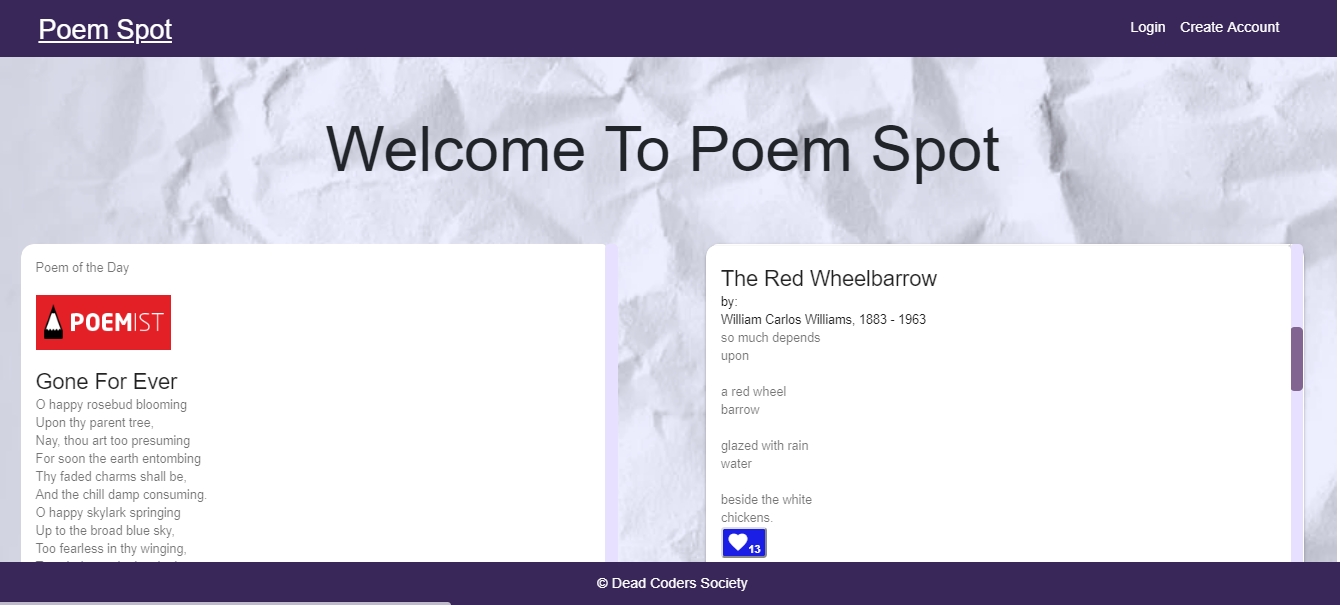 Poem Spot
Login
Create Account
Welcome To Poem Spot
Poem of the Day
POEMIST
Gone For Ever
O happy rosebud blooming
Upon thy parent tree,
Nay, thou art too presuming
For soon the earth entombing
Thy faded charms shall be,
And the chill damp consuming.
O happy skylark springing
Up to the broad blue sky,
Too fearless in thy winging,
The Red Wheelbarrow
by:
William Carlos Williams, 1883 - 1963
so much depends
upon
a red wheel
barrow
glazed with rain
water
beside the white
chickens.
13
© Dead Coders Society